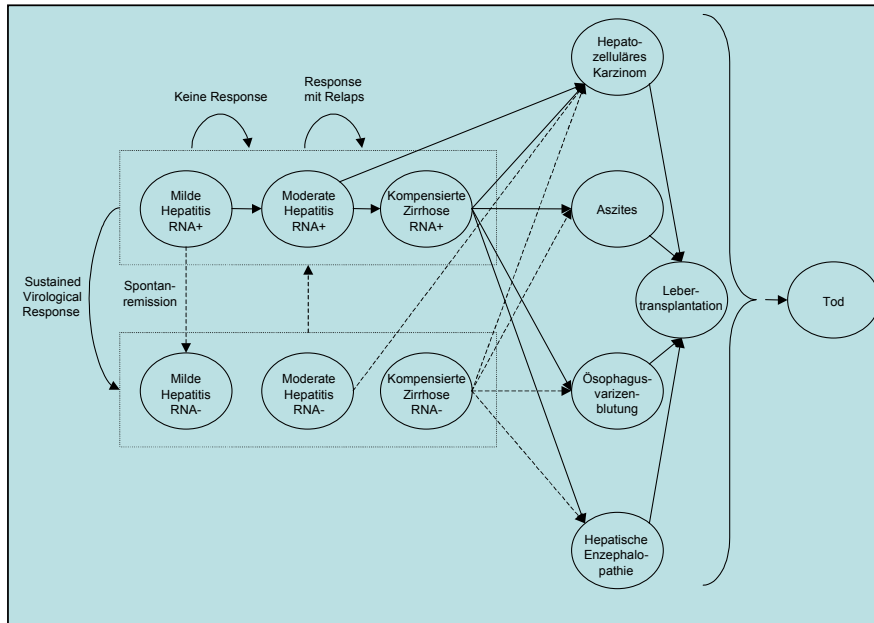 Hepato-
zelluläres
Karzinom
Keine Response
Response
mit Relaps
Milde
Hepatitis
RNA+
Moderate
Hepatitis
RNA+
Kompensierte
Zirrhose
RNA+
Aszites
Sustained
Virological
Response
Spontan-
remission
Leber-
transplantation
Tod
Milde
Hepatitis
RNA-
Moderate
Hepatitis
RNA-
Kompensierte
Zirrhose
RNA-
Ösophagus-
varizen-
blutung
Hepatische
Enzephalo-
pathie